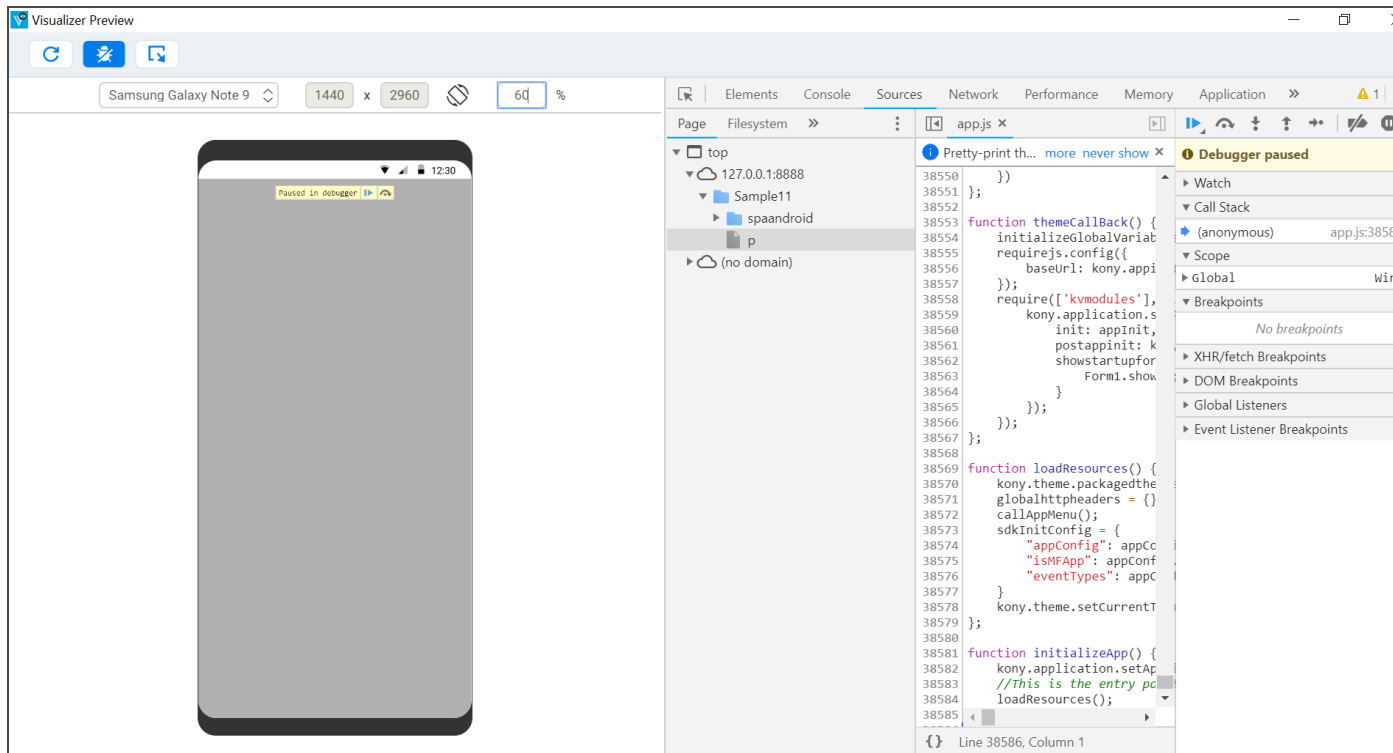 Visualizer Preview
Samsung Galaxy Note 9 1440 x 2960 60 %
12:30
Paused in debugger
Elements Console Sources Network Performance Memory Application » 1
Page Filesystem »
top
127.0.0.1:8888
Sample11
spaandroid
p
(no domain)
app.js ×
Pretty-print th... more never show ×
38550 })
38551 };
38552
38553 function themeCallBack() {
38554 initializeGlobalVariab
38555 requirejs.config({
38556 baseUrl: kony.appi
38557 });
38558 require(['kvmodules'],
38559 kony.application.s
38560 init: appInit,
38561 postappinit: k
38562 showstartupfor
38563 Form1.show
38564 }
38565 });
38566 });
38567 };
38568
38569 function loadResources() {
38570 kony.theme.packagedthe
38571 globalhttpheaders = {}
38572 callAppMenu();
38573 sdkInitConfig = {
38574 "appConfig": appCo
38575 "isMFApp": appConf
38576 "eventTypes": appC
38577 }
38578 kony.theme.setCurrentT
38579 };
38580
38581 function initializeApp() {
38582 kony.application.setAp
38583 //This is the entry po
38584 loadResources();
38585
{} Line 38586, Column 1
Debugger paused
Watch
Call Stack
(anonymous) app.js:3858
Scope
Global Win
Breakpoints
No breakpoints
XHR/fetch Breakpoints
DOM Breakpoints
Global Listeners
Event Listener Breakpoints